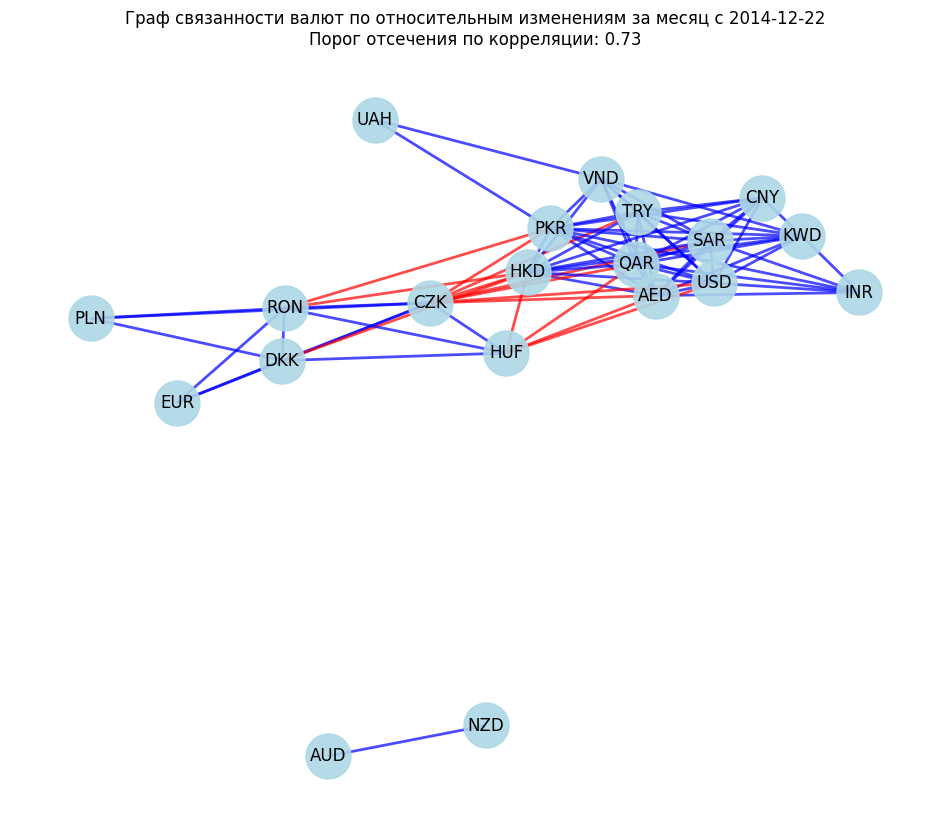 Граф связанности валют по относительным изменениям за месяц с 2014-12-22
Порог отсечения по корреляции: 0.73
UAH
VND
CNY
TRY
PKR
SAR
KWD
QAR
HKD
USD
INR
AED
CZK
RON
PLN
HUF
DKK
EUR
NZD
AUD